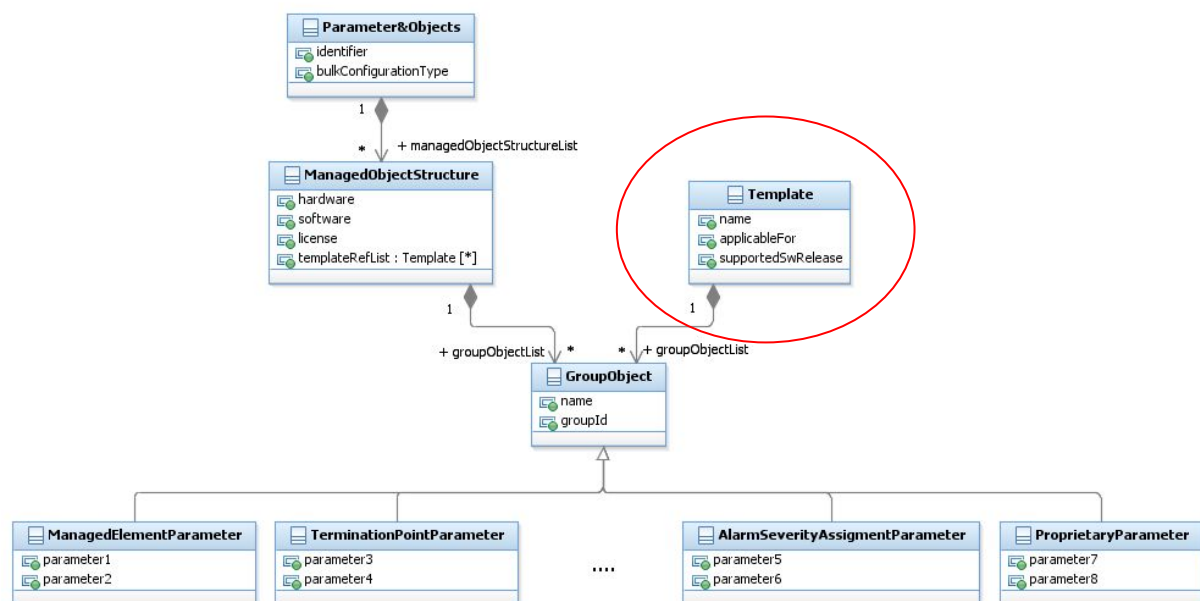 Parameter&Objects
identifier
bulkConfigurationType
1
* + managedObjectStructureList
ManagedObjectStructure
hardware
software
license
templateRefList : Template [*]
Template
name
applicableFor
supportedSwRelease
1
1
+ groupObjectList *
* + groupObjectList
GroupObject
name
groupId
ManagedElementParameter
parameter1
parameter2
TerminationPointParameter
parameter3
parameter4
....
AlarmSeverityAssigmentParameter
parameter5
parameter6
ProprietaryParameter
parameter7
parameter8